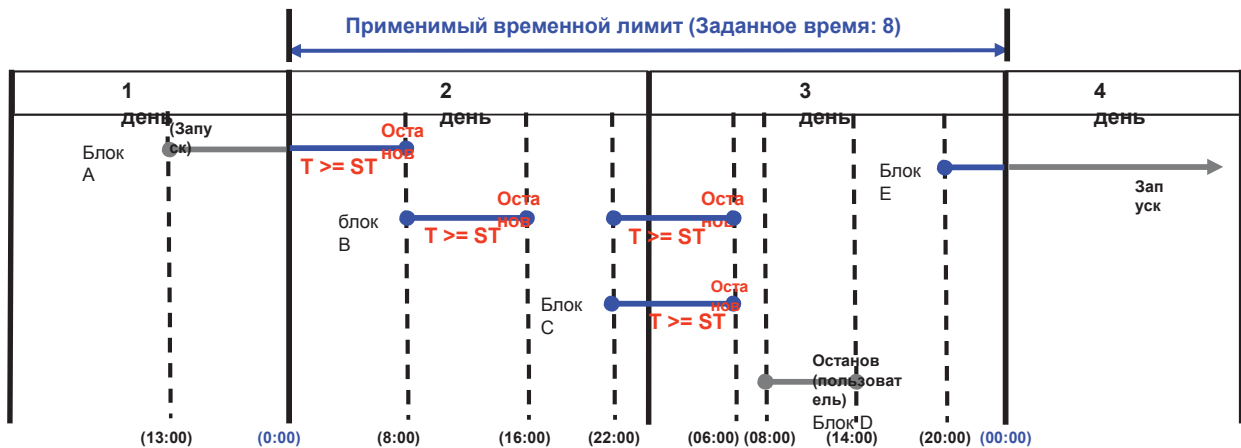 Применимый временной лимит (Заданное время: 8)
1
день
2
день
3
день
4
день
(Запу
ск)
Блок
A
T >= ST
Оста
нов
блок
B
T >= ST
Оста
нов
T >= ST
Оста
нов
Блок
E
Зап
уск
Блок
C
T >= ST
Оста
нов
Останов
(пользоват
ель)
Блок D
(13:00) (0:00) (8:00) (16:00) (22:00) (06:00) (08:00) (14:00) (20:00) (00:00)